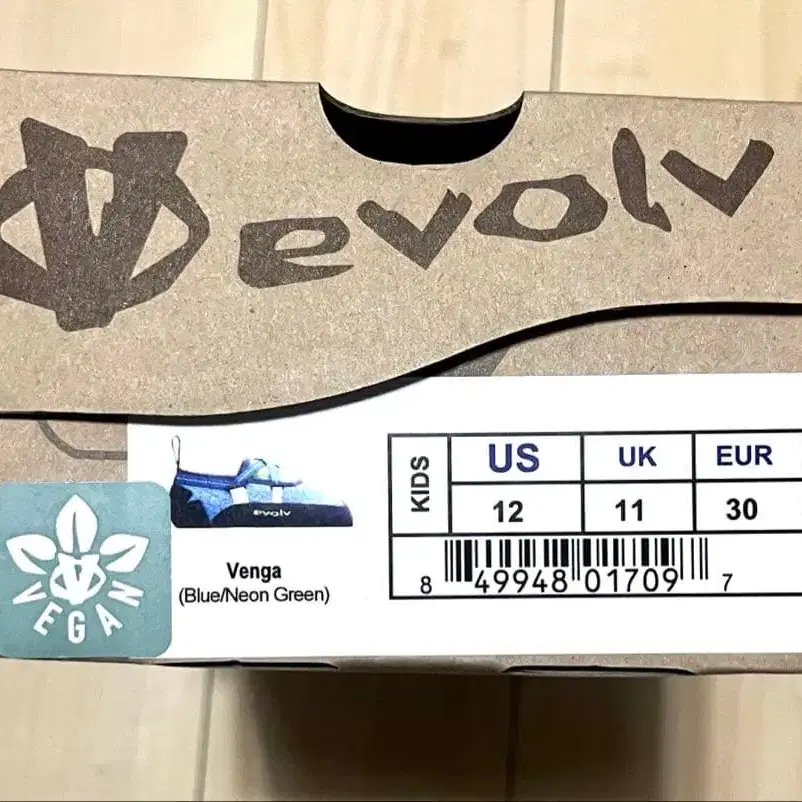 evolv
KIDS
US UK EUR
12 11 30
evolv
Venga
(Blue/Neon Green)
8 49948 01709 7
VEGAN